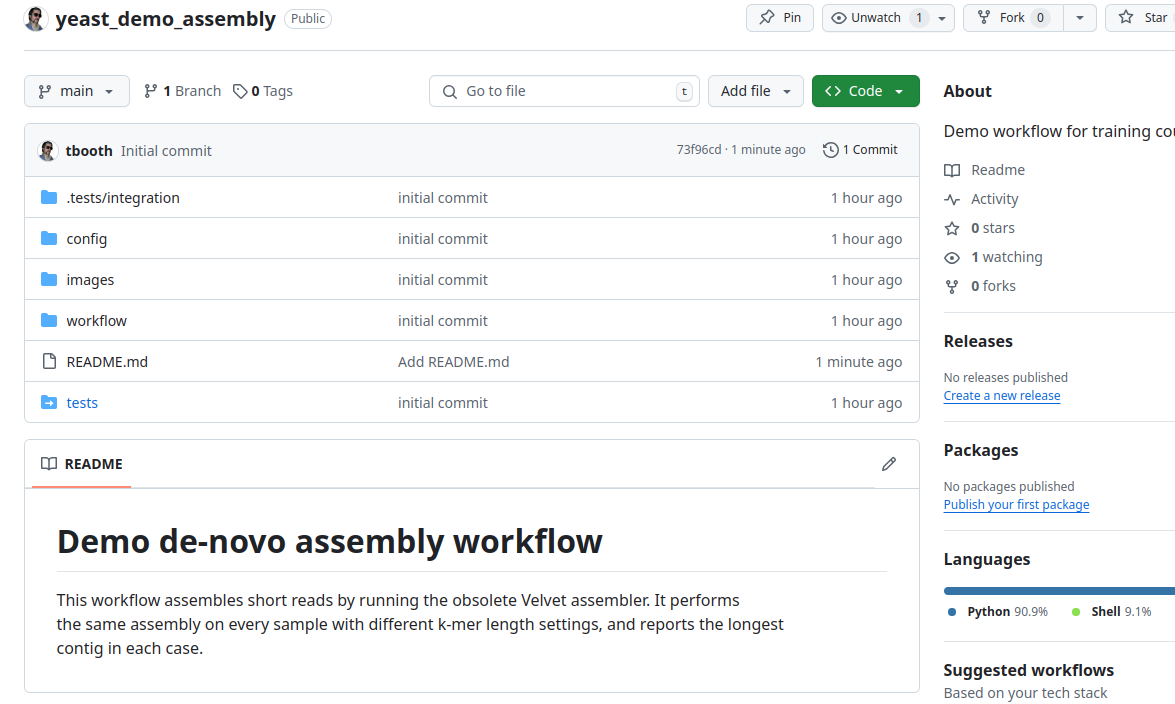 yeast_demo_assembly Public Pin Unwatch 1 Fork 0 Star
main 1 Branch 0 Tags Go to file t Add file Code
tbooth Initial commit 73f96cd · 1 minute ago 1 Commit
.tests/integration initial commit 1 hour ago
config initial commit 1 hour ago
images initial commit 1 hour ago
workflow initial commit 1 hour ago
README.md Add README.md 1 minute ago
tests initial commit 1 hour ago
README
Demo de-novo assembly workflow
This workflow assembles short reads by running the obsolete Velvet assembler. It performs
the same assembly on every sample with different k-mer length settings, and reports the longest
contig in each case.
About
Demo workflow for training
Readme
Activity
0 stars
1 watching
0 forks
Releases
No releases published
Create a new release
Packages
No packages published
Publish your first package
Languages
Python 90.9% Shell 9.1%
Suggested workflows
Based on your tech stack